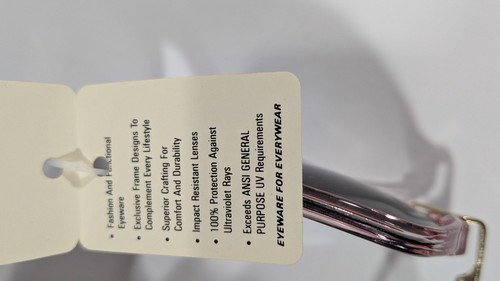 • Fashion And Functional
Eyeware
• Exclusive Frame Designs To
Complement Every Lifestyle
• Superior Crafting For
Comfort And Durability
• Impact Resistant Lenses
• 100% Protection Against
Ultraviolet Rays
• Exceeds ANSI GENERAL
PURPOSE UV Requirements
EYEWARE FOR EVERYWEAR